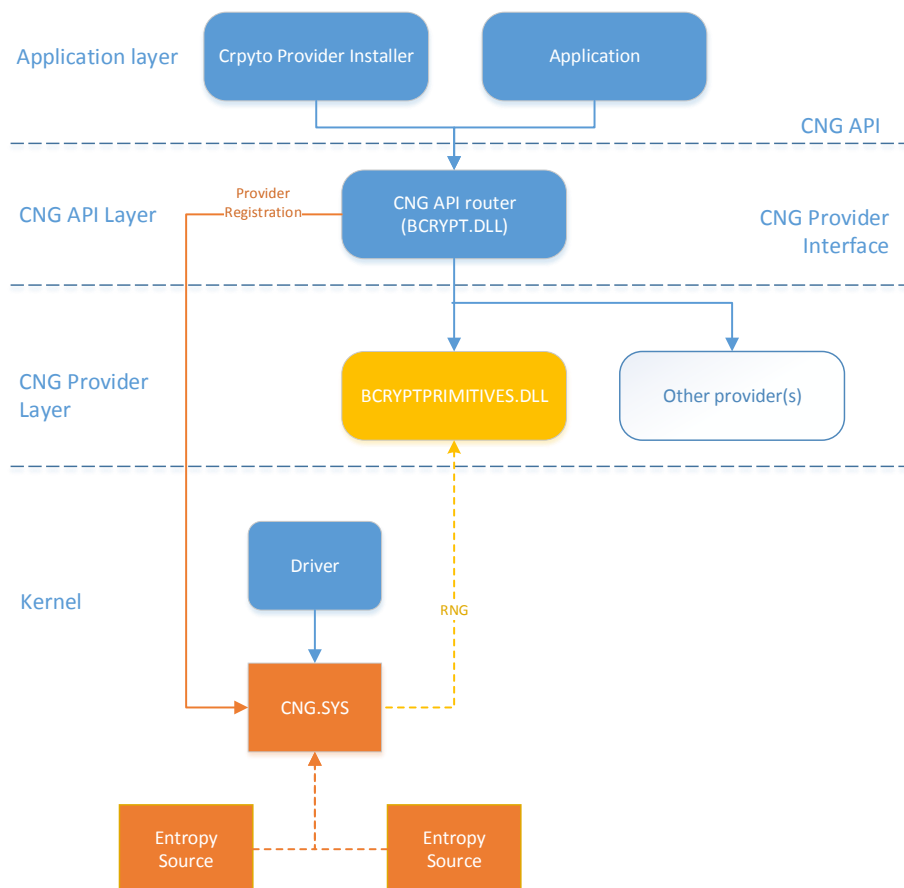 Application layer
Crpyto Provider Installer
Application
CNG API
CNG API Layer
Provider
Registration
CNG API router
(BCRYPT.DLL)
CNG Provider
Interface
CNG Provider
Layer
BCRYPTPRIMITIVES.DLL
Other provider(s)
Kernel
Driver
RNG
CNG.SYS
Entropy
Source
Entropy
Source